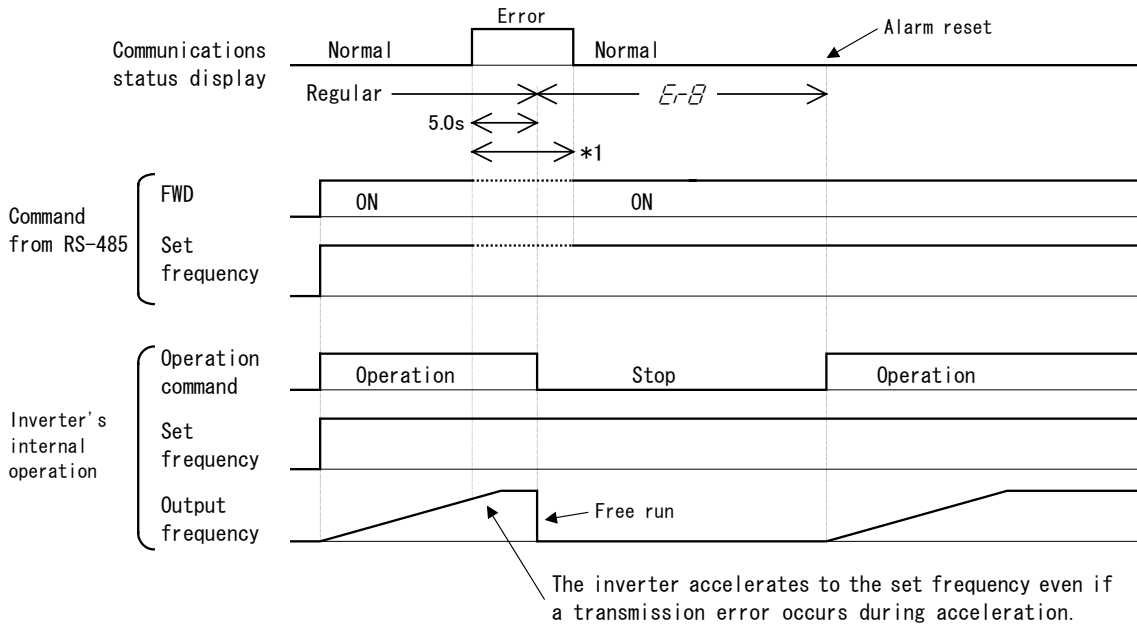 Error
Communications
status display
Normal
Normal
Alarm reset
Regular
Er8
5.0s
*1
Command
from RS-485
FWD
ON
ON
Set
frequency
Inverter's
internal
operation
Operation
command
Operation
Stop
Operation
Set
frequency
Output
frequency
Free run
The inverter accelerates to the set frequency even if
a transmission error occurs during acceleration.